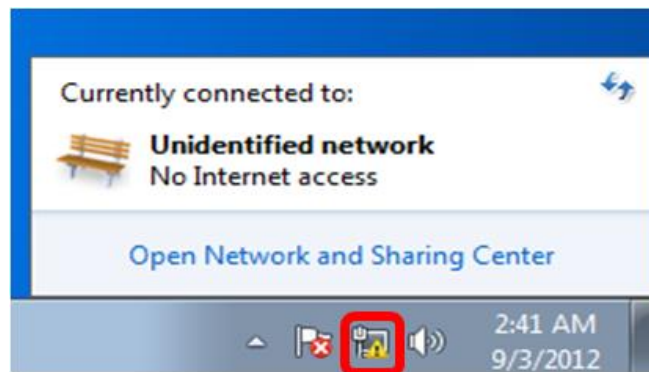 Currently connected to:
Unidentified network
No Internet access
Open Network and Sharing Center
2:41 AM
9/3/2012